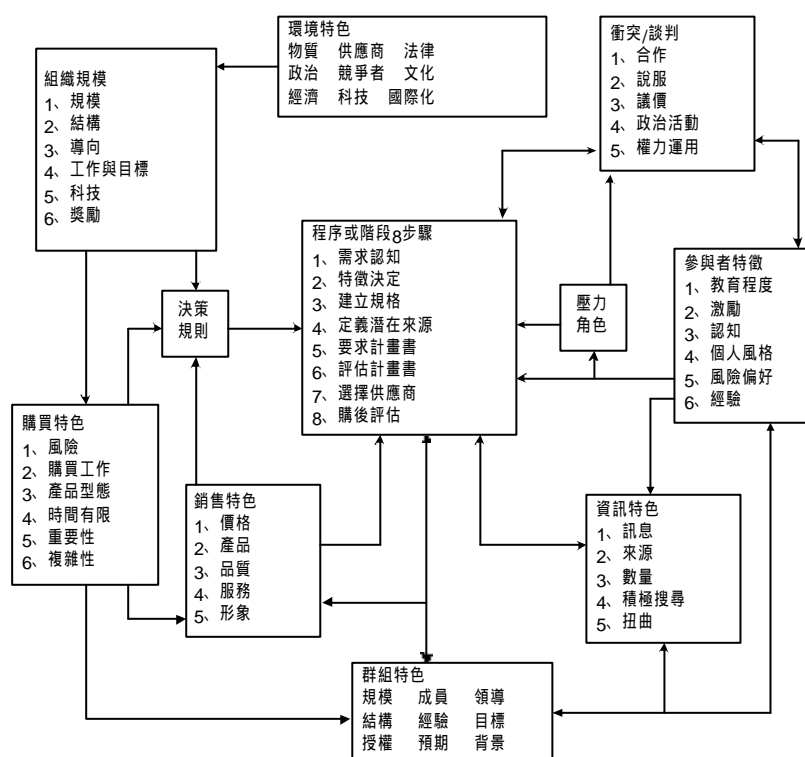 環境特色
物質 供應商 法律
政治 競爭者 文化
經濟 科技 國際化
衝突/談判
1、合作
2、說服
3、議價
4、政治活動
5、權力運用
組織規模
1、規模
2、結構
3、導向
4、工作與目標
5、科技
6、獎勵
程序或階段8步驟
1、需求認知
2、特徵決定
3、建立規格
4、定義潛在來源
5、要求計畫書
6、評估計畫書
7、選擇供應商
8、購後評估
參與者特徵
1、教育程度
2、激勵
3、認知
4、個人風格
5、風險偏好
6、經驗
決策
規則
壓力
角色
購買特色
1、風險
2、購買工作
3、產品型態
4、時間有限
5、重要性
6、複雜性
銷售特色
1、價格
2、產品
3、品質
4、服務
5、形象
資訊特色
1、訊息
2、來源
3、數量
4、積極搜尋
5、扭曲
群組特色
規模 成員 領導
結構 經驗 目標
授權 預期 背景